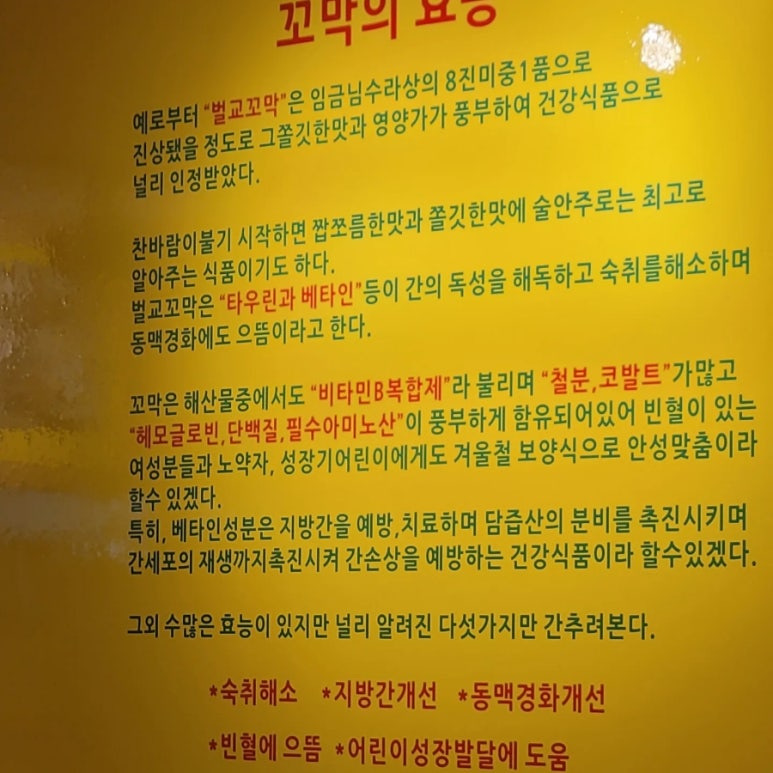 꼬막의 효능
예로부터 "벌교꼬막"은 임금님수라상의 8진미중1품으로
진상됐을 정도로 그쫄깃한맛과 영양가가 풍부하여 건강식품으로
널리 인정받았다.
찬바람이불기 시작하면 짭쪼름한맛과 쫄깃한맛에 술안주로는 최고로
알아주는 식품이기도 하다.
벌교꼬막은 "타우린과 베타인"등이 간의 독성을 해독하고 숙취를해소하며
동맥경화에도 으뜸이라고 한다.
꼬막은 해산물중에서도 "비타민B복합제"라 불리며 "철분,코발트"가많고
"헤모글로빈,단백질,필수아미노산"이 풍부하게 함유되어있어 빈혈이 있는
여성분들과 노약자, 성장기어린이에게도 겨울철 보양식으로 안성맞춤이라
할수 있겠다.
특히, 베타인성분은 지방간을 예방,치료하며 담즙산의 분비를 촉진시키며
간세포의 재생까지촉진시켜 간손상을 예방하는 건강식품이라 할수있겠다.
그외 수많은 효능이 있지만 널리 알려진 다섯가지만 간추려본다.
*숙취해소 *지방간개선 *동맥경화개선
*빈혈에 으뜸 *어린이성장발달에 도움